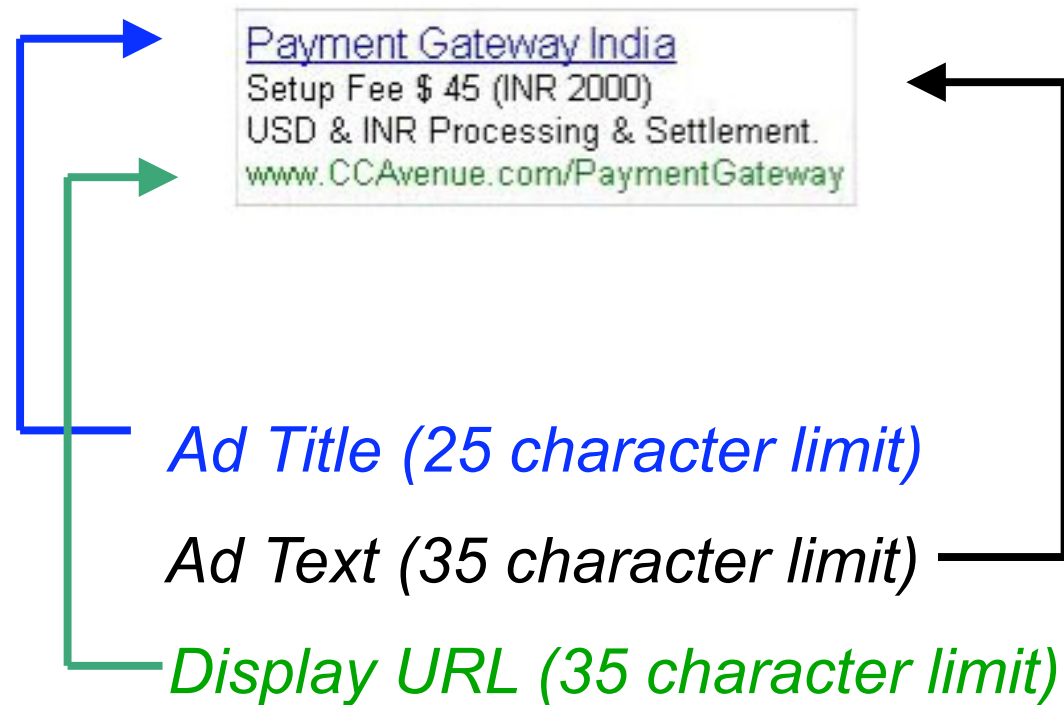 Payment Gateway India
Setup Fee $ 45 (INR 2000)
USD & INR Processing & Settlement.
www.CCAvenue.com/PaymentGateway
Ad Title (25 character limit)
Ad Text (35 character limit)
Display URL (35 character limit)